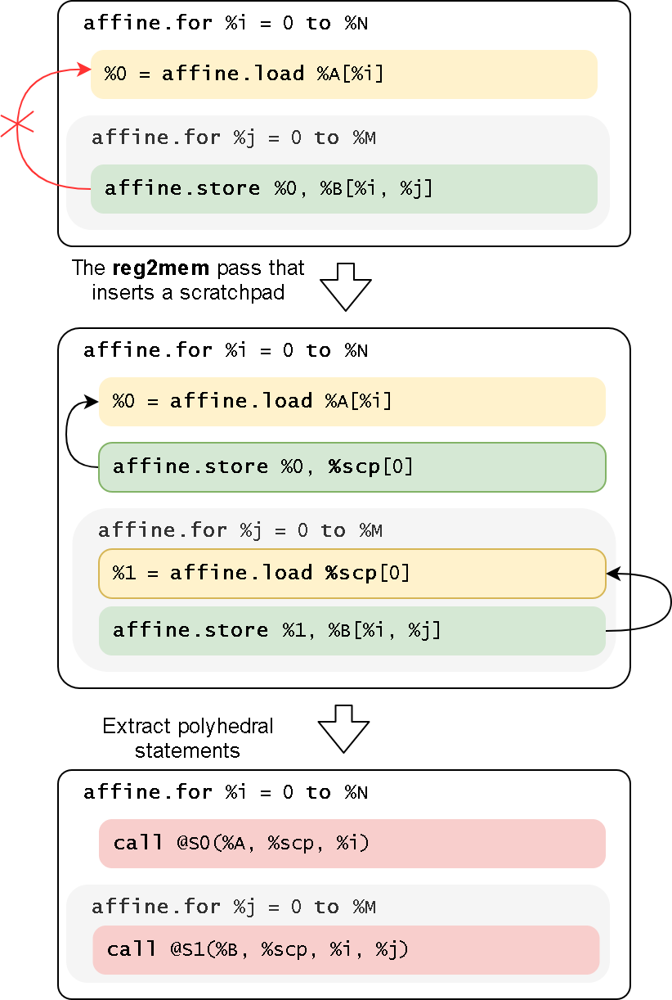 affine.for %i = 0 to %N
%0 = affine.load %A[%i]
affine.for %j = 0 to %M
affine.store %0, %B[%i, %j]
The reg2mem pass that
inserts a scratchpad
affine.for %i = 0 to %N
%0 = affine.load %A[%i]
affine.store %0, %scp[0]
affine.for %j = 0 to %M
%1 = affine.load %scp[0]
affine.store %1, %B[%i, %j]
Extract polyhedral
statements
affine.for %i = 0 to %N
call @S0(%A, %scp, %i)
affine.for %j = 0 to %M
call @S1(%B, %scp, %i, %j)